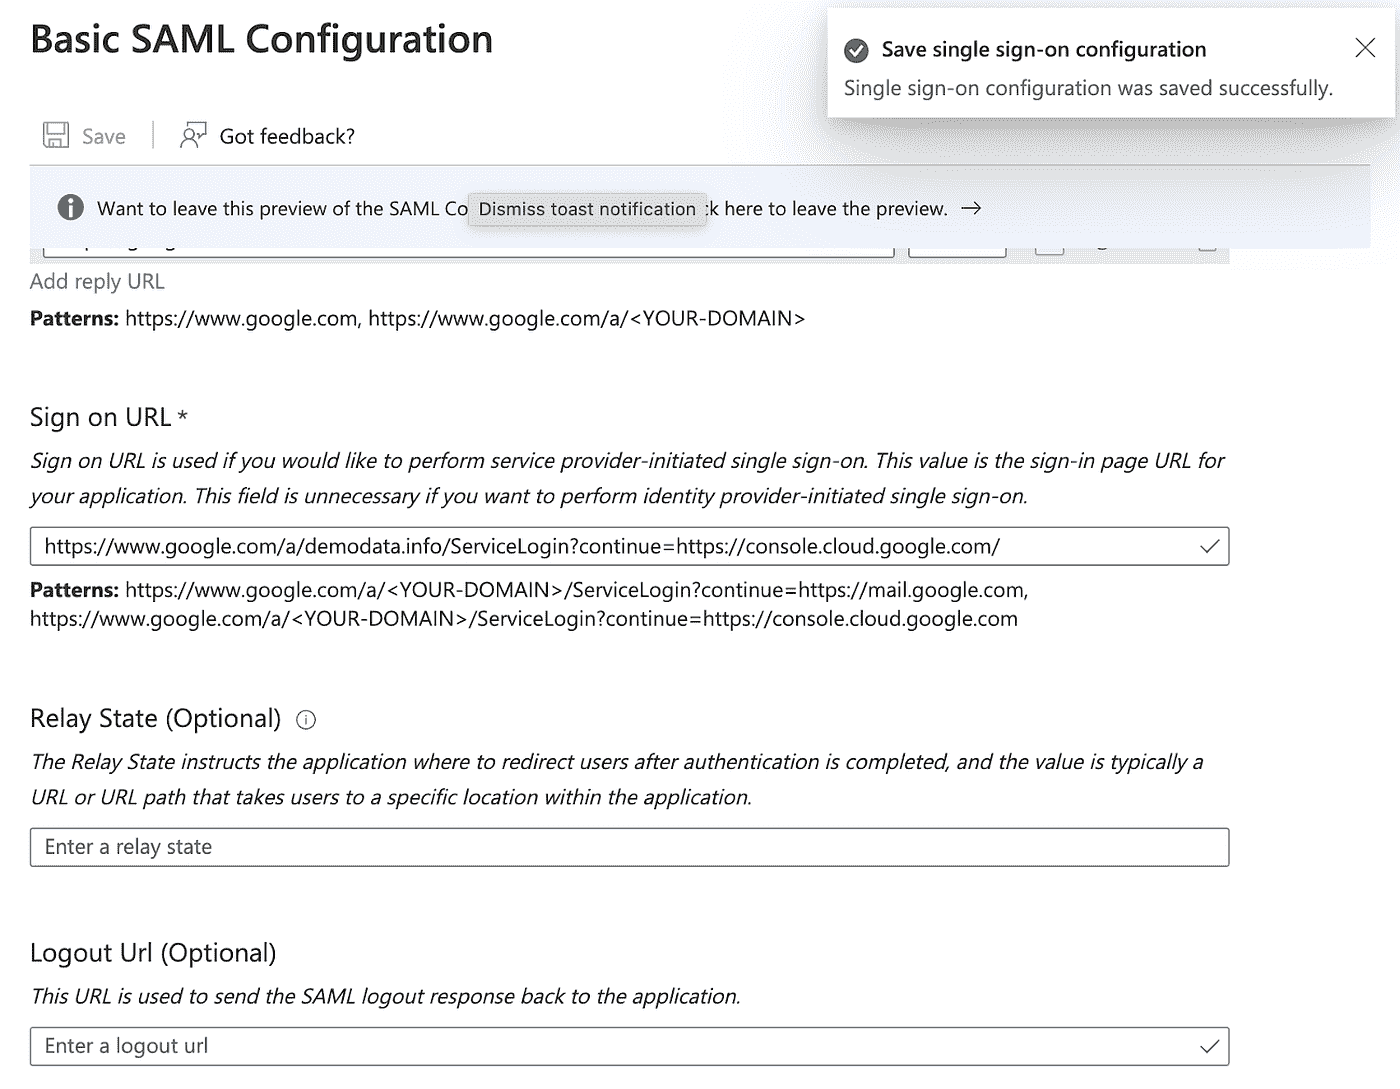 Basic SAML Configuration
Save single sign-on configuration
Single sign-on configuration was saved successfully.
Save
Got feedback?
Want to leave this preview of the SAML Co
Dismiss toast notification
k here to leave the preview.
Add reply URL
Patterns: https://www.google.com, https://www.google.com/a/<YOUR-DOMAIN>
Sign on URL *
Sign on URL is used if you would like to perform service provider-initiated single sign-on. This value is the sign-in page URL for
your application. This field is unnecessary if you want to perform identity provider-initiated single sign-on.
https://www.google.com/a/demodata.info/ServiceLogin?continue=https://console.cloud.google.com/
Patterns: https://www.google.com/a/<YOUR-DOMAIN>/ServiceLogin?continue=https://mail.google.com,
https://www.google.com/a/<YOUR-DOMAIN>/ServiceLogin?continue=https://console.cloud.google.com
Relay State (Optional)
The Relay State instructs the application where to redirect users after authentication is completed, and the value is typically a
URL or URL path that takes users to a specific location within the application.
Enter a relay state
Logout Url (Optional)
This URL is used to send the SAML logout response back to the application.
Enter a logout url